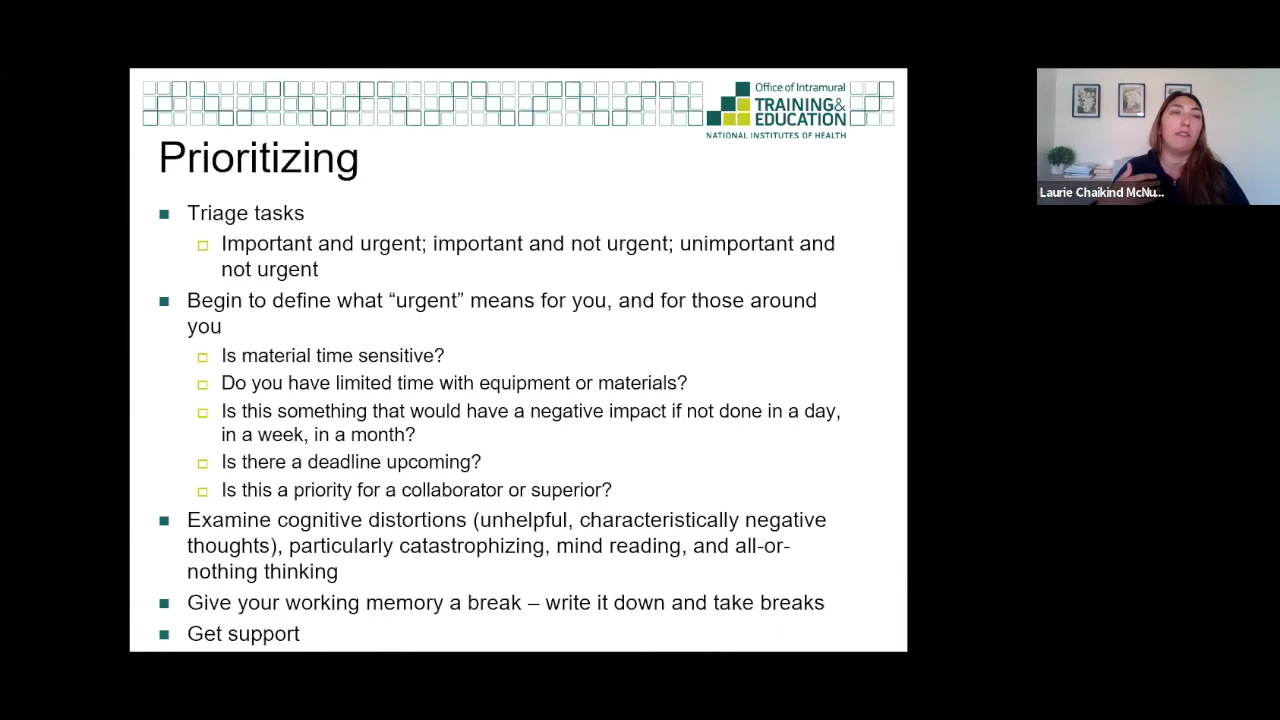 Office of Intramural
TRAINING&
EDUCATION
NATIONAL INSTITUTES OF HEALTH
Prioritizing
Triage tasks
Important and urgent; important and not urgent; unimportant and
not urgent
Begin to define what “urgent” means for you, and for those around
you
Is material time sensitive?
Do you have limited time with equipment or materials?
Is this something that would have a negative impact if not done in a day,
in a week, in a month?
Is there a deadline upcoming?
Is this a priority for a collaborator or superior?
Examine cognitive distortions (unhelpful, characteristically negative
thoughts), particularly catastrophizing, mind reading, and all-or-
nothing thinking
Give your working memory a break – write it down and take breaks
Get support
Laurie Chaikind McNu...